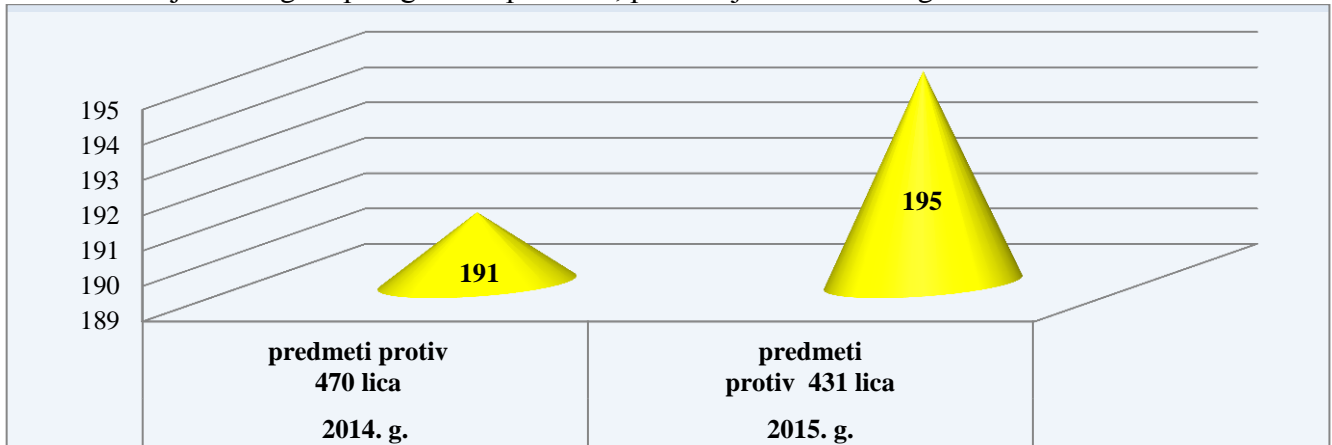 195
194
193
192
191
190
189
191
195
predmeti protiv
470 lica
2014. g.
predmeti
protiv 431 lica
2015. g.